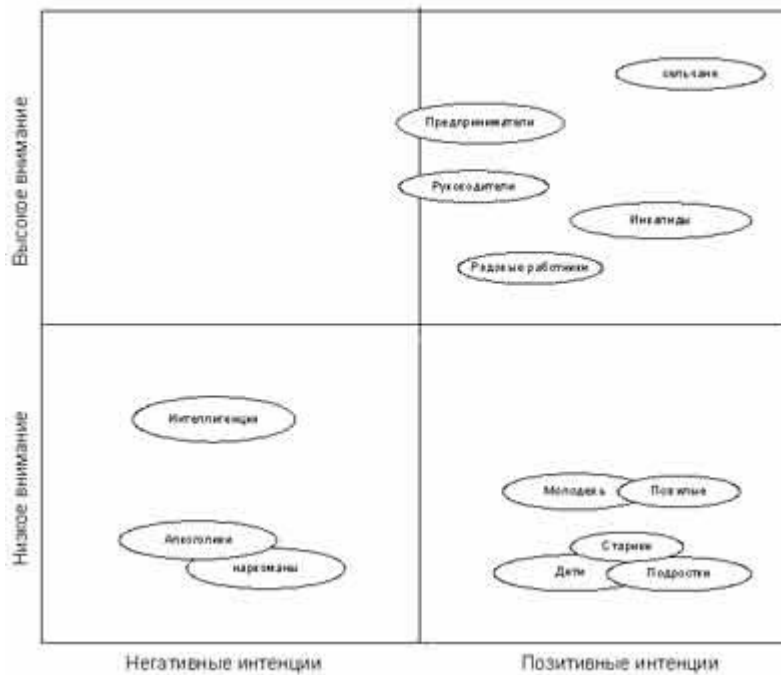 Высокое внимание
сельчане
Предприниматели
Руководители
Инвалиды
Рядовые работники
Низкое внимание
Интеллигенция
Молодежь
Пожилые
Алкоголики
Старики
наркоманы
Дети
Подростки
Негативные интенции
Позитивные интенции